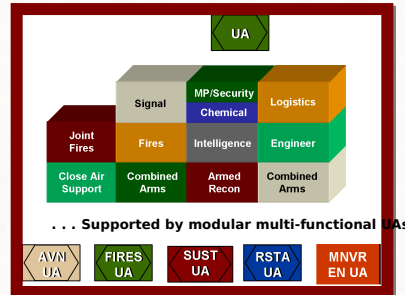 UA
Signal
MP/Security
Chemical
Logistics
Joint
Fires
Fires
Intelligence
Engineer
Close Air
Support
Combined
Arms
Armed
Recon
Combined
Arms
. . . Supported by modular multi-functional UAs
AVN
UA
FIRES
UA
SUST
UA
RSTA
UA
MNVR
EN UA